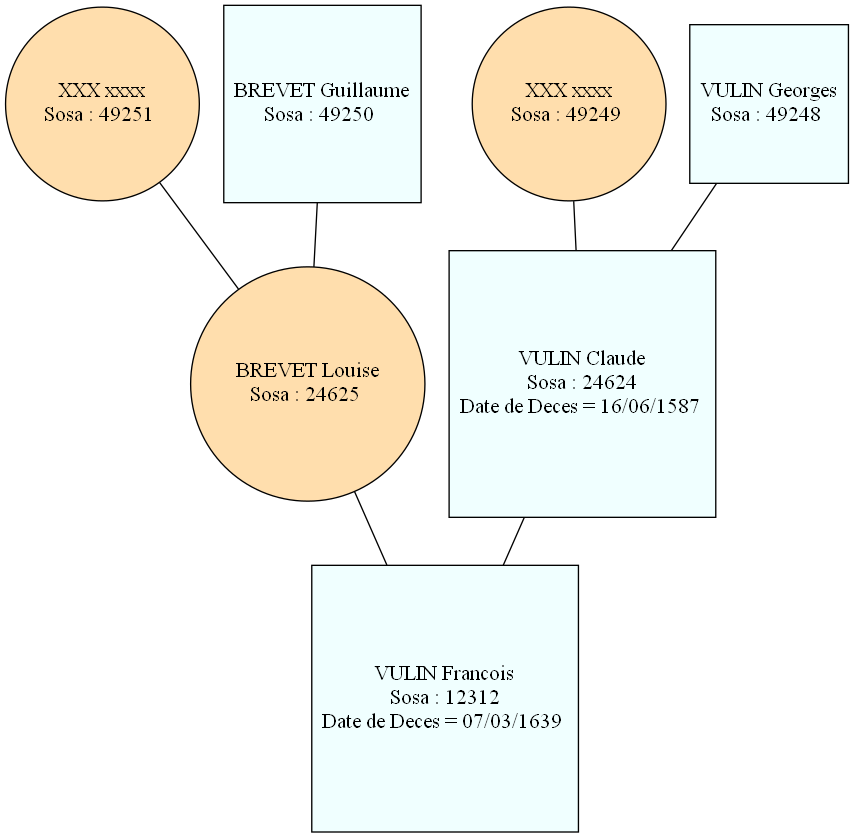 XXX xxxx
Sosa : 49251
BREVET Guillaume
Sosa : 49250
XXX xxxx
Sosa : 49249
VULIN Georges
Sosa : 49248
BREVET Louise
Sosa : 24625
VULIN Claude
Sosa : 24624
Date de Deces = 16/06/1587
VULIN Francois
Sosa : 12312
Date de Deces = 07/03/1639